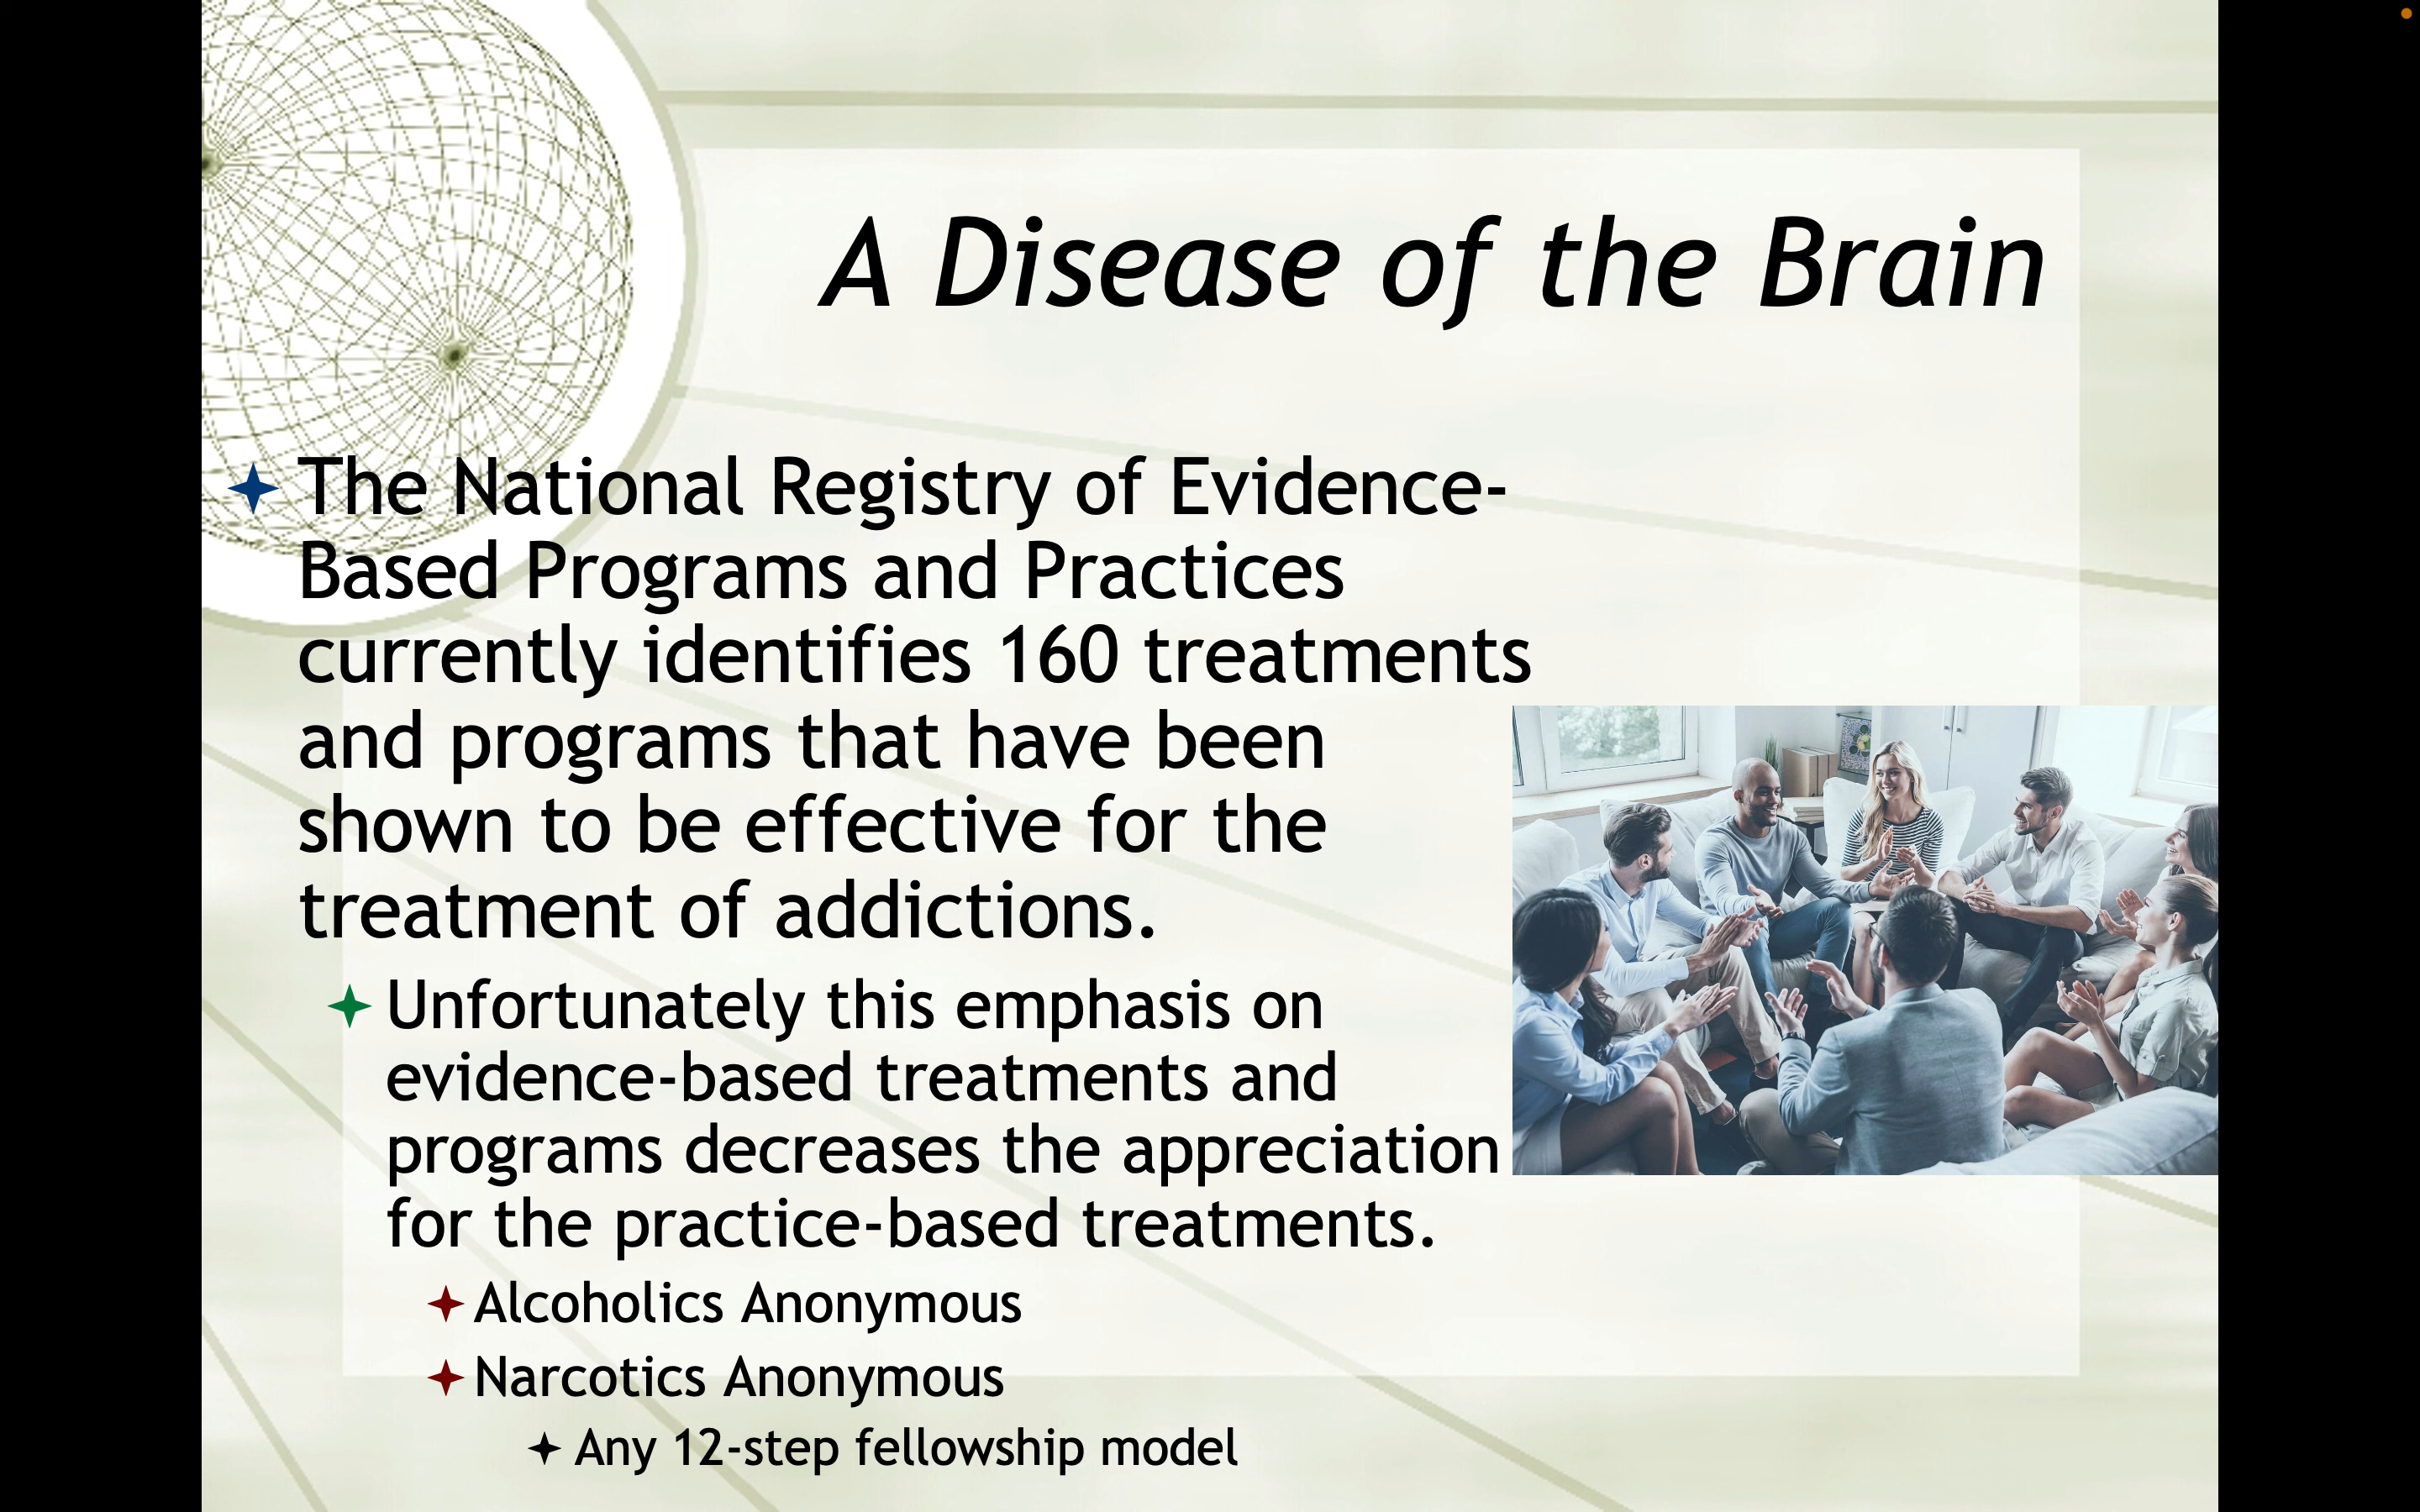 A Disease of the Brain
The National Registry of Evidence-
Based Programs and Practices
currently identifies 160 treatments
and programs that have been
shown to be effective for the
treatment of addictions.
Unfortunately this emphasis on
evidence-based treatments and
programs decreases the appreciation
for the practice-based treatments.
Alcoholics Anonymous
Narcotics Anonymous
Any 12-step fellowship model